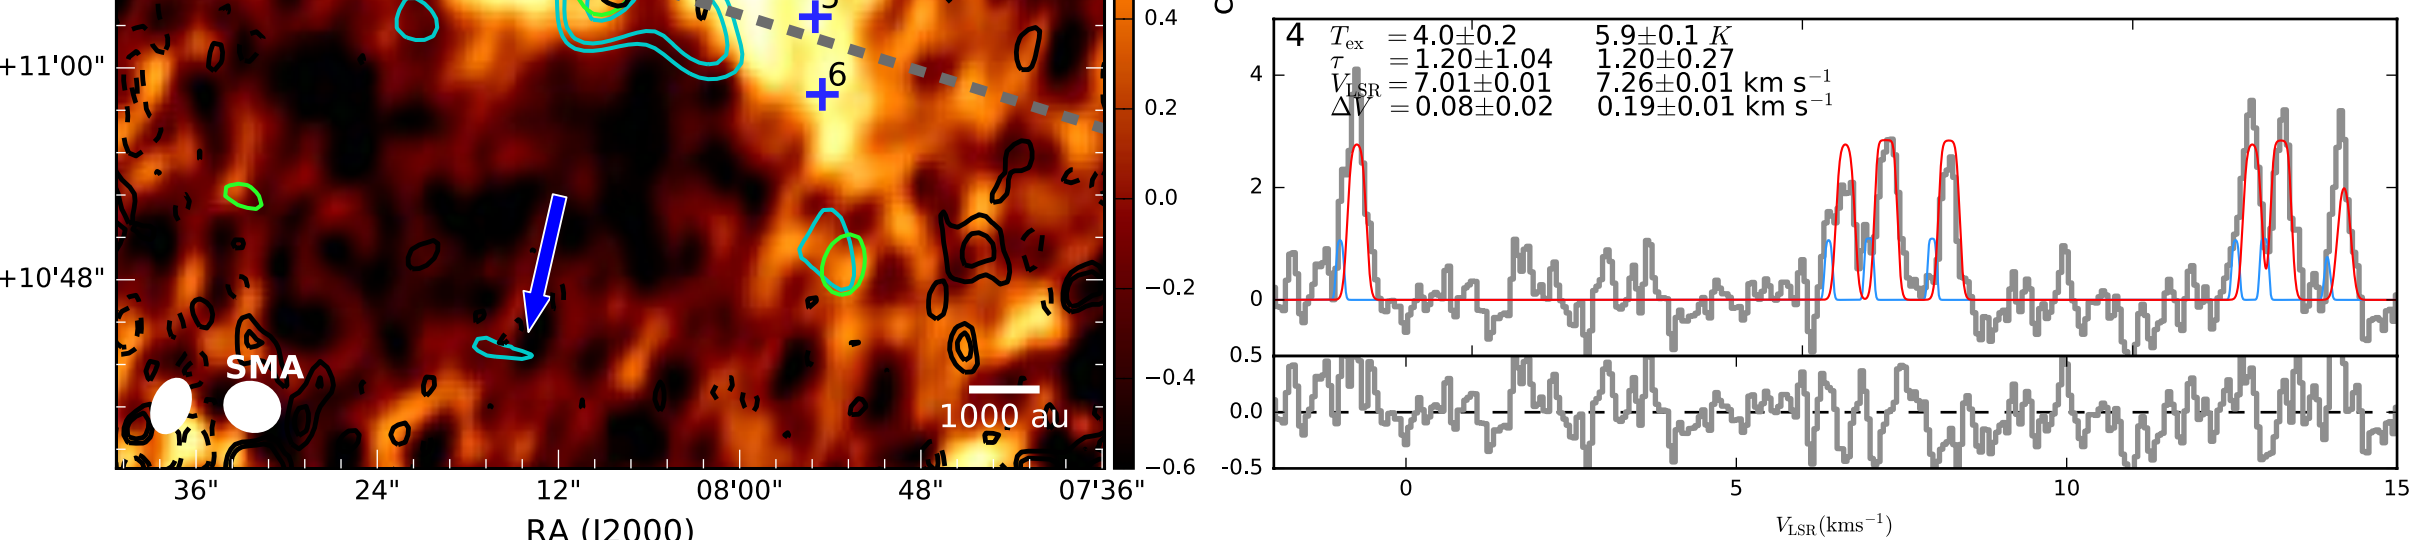 5
6
+11'00"
+10'48"
SMA
1000 au
36" 24" 12" 08'00" 48" 07'36"
RA (J2000)
0.4
0.2
0.0
−0.2
−0.4
−0.6
4 T_ex = 4.0±0.2 5.9±0.1 K
τ = 1.20±1.04 1.20±0.27
V_LSR = 7.01±0.01 7.26±0.01 km s⁻¹
ΔV = 0.08±0.02 0.19±0.01 km s⁻¹
4
2
0
0.5
0.0
-0.5
0 5 10 15
V_LSR(kms⁻¹)